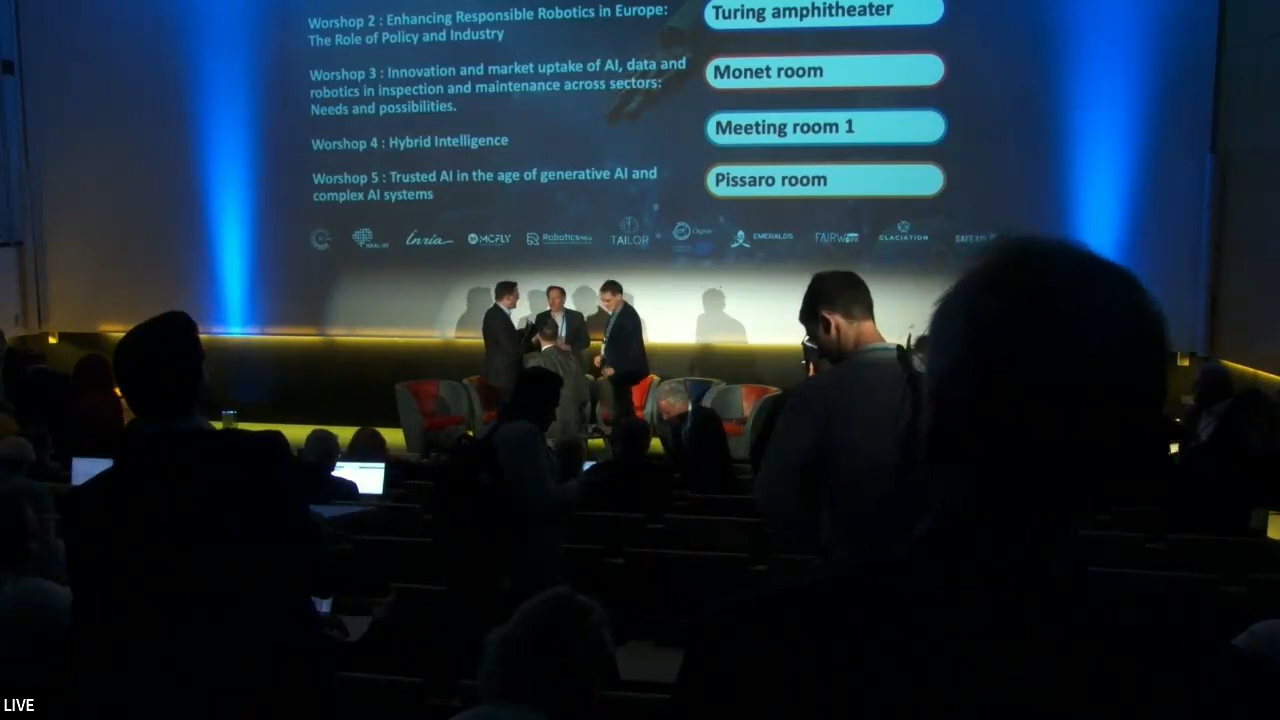 Worshop 2 : Enhancing Responsible Robotics in Europe:
The Role of Policy and Industry
Turing amphitheater
Worshop 3 : Innovation and market uptake of AI, data and
robotics in inspection and maintenance across sectors:
Needs and possibilities.
Monet room
Worshop 4 : Hybrid Intelligence
Meeting room 1
Worshop 5 : Trusted AI in the age of generative AI and
complex AI systems
Pissaro room
Inria
MCFLY
Robotics4EU
TAILOR
EMERALDS
GLACIATION
LIVE